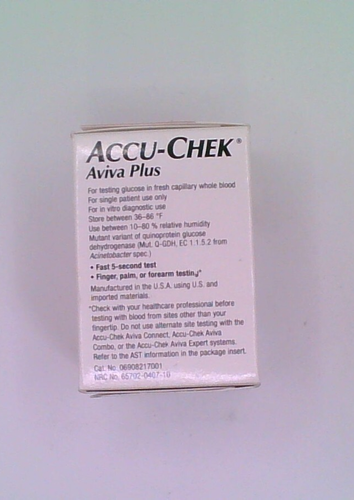 ACCU-CHEK®
Aviva Plus
For testing glucose in fresh capillary whole blood
For single patient use only
For in vitro diagnostic use
Store between 36–86 °F
Use between 10–80 % relative humidity
Mutant variant of quinoprotein glucose
dehydrogenase (Mut. Q-GDH, EC 1.1.5.2 from
Acinetobacter spec.)
• Fast 5-second test
• Finger, palm, or forearm testing*
Manufactured in the U.S.A. using U.S. and
imported materials.
*Check with your healthcare professional before
testing with blood from sites other than your
fingertip. Do not use alternate site testing with the
Accu-Chek Aviva Connect, Accu-Chek Aviva
Combo, or the Accu-Chek Aviva Expert systems.
Refer to the AST information in the package insert.
Cat. No. 06908217001
NRC No. 65702-0407-10